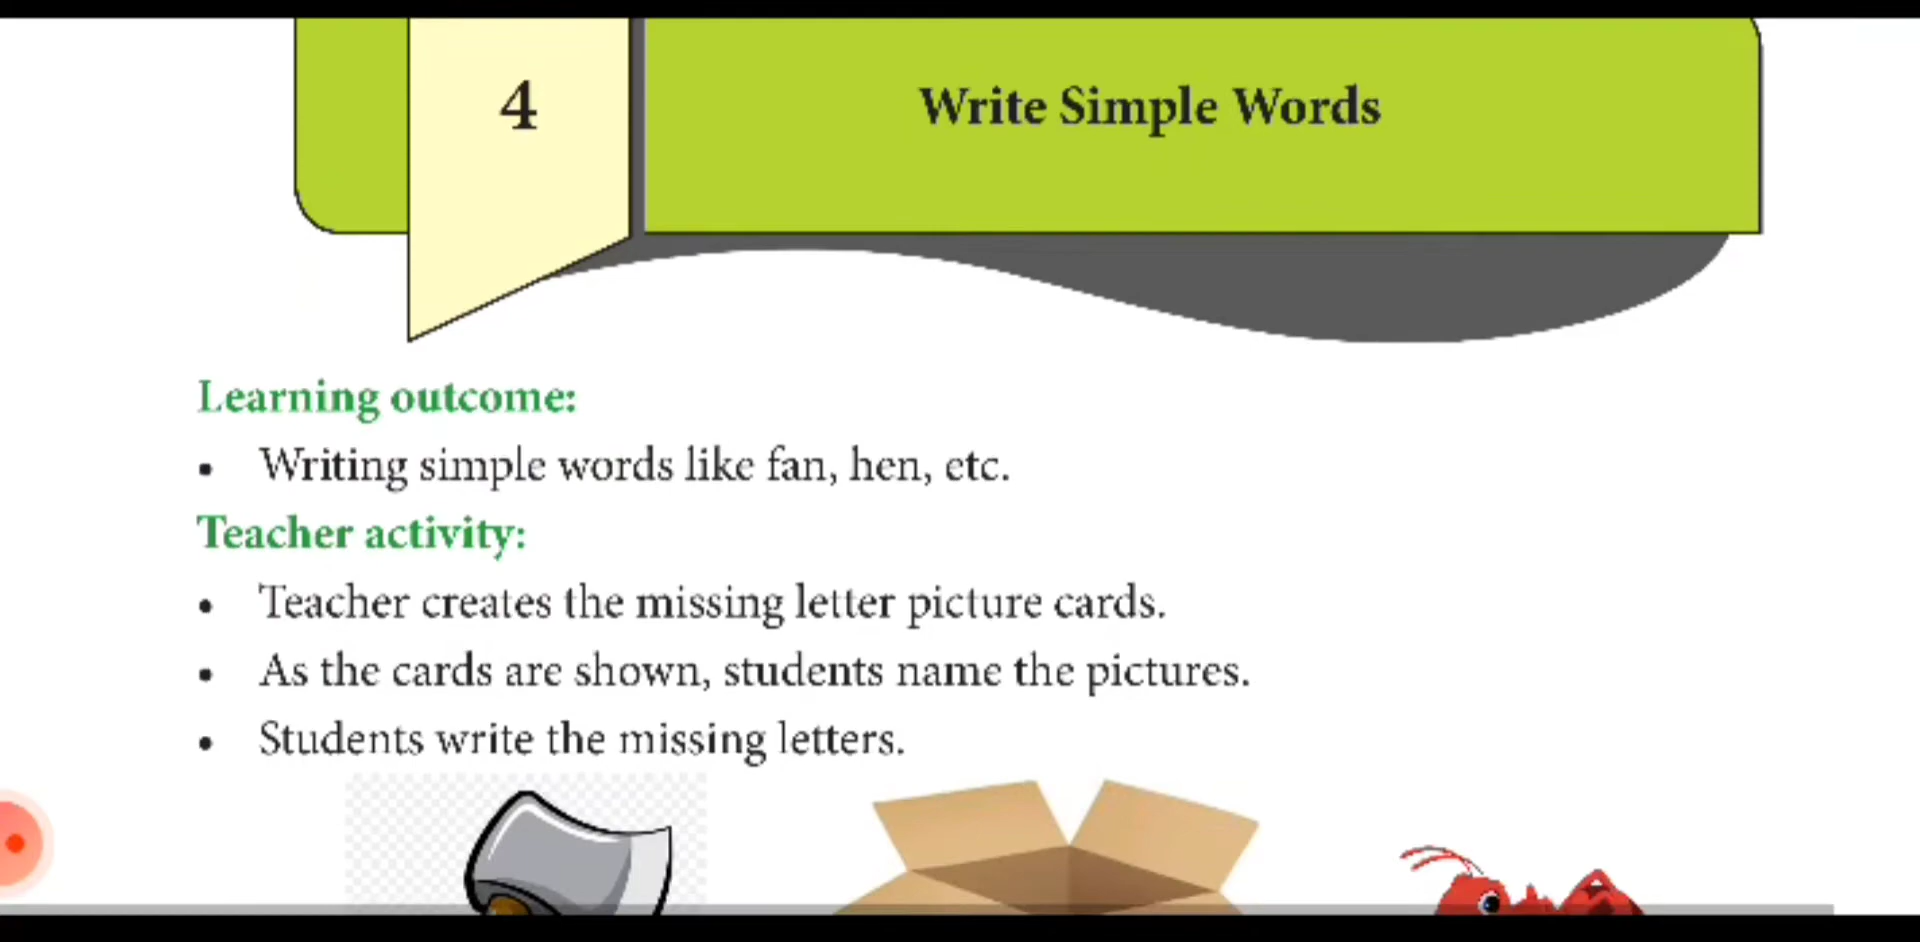 4
Write Simple Words
Learning outcome:
• Writing simple words like fan, hen, etc.
Teacher activity:
• Teacher creates the missing letter picture cards.
• As the cards are shown, students name the pictures.
• Students write the missing letters.